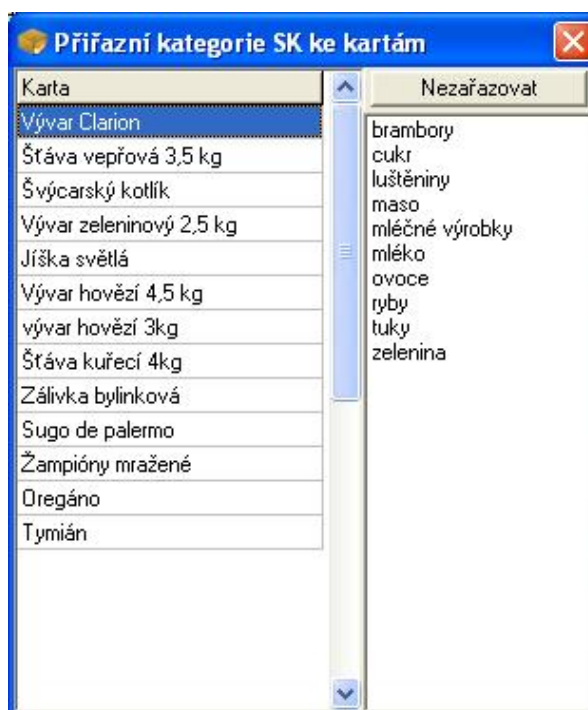 Přiřazní kategorie SK ke kartám
Karta
Vývar Clarion
Šťáva vepřová 3,5 kg
Švýcarský kotlík
Vývar zeleninový 2,5 kg
Jíška světlá
Vývar hovězí 4,5 kg
vývar hovězí 3kg
Šťáva kuřecí 4kg
Zálivka bylinková
Sugo de palermo
Žampióny mražené
Oregáno
Tymián
Nezařazovat
brambory
cukr
luštěniny
maso
mléčné výrobky
mléko
ovoce
ryby
tuky
zelenina